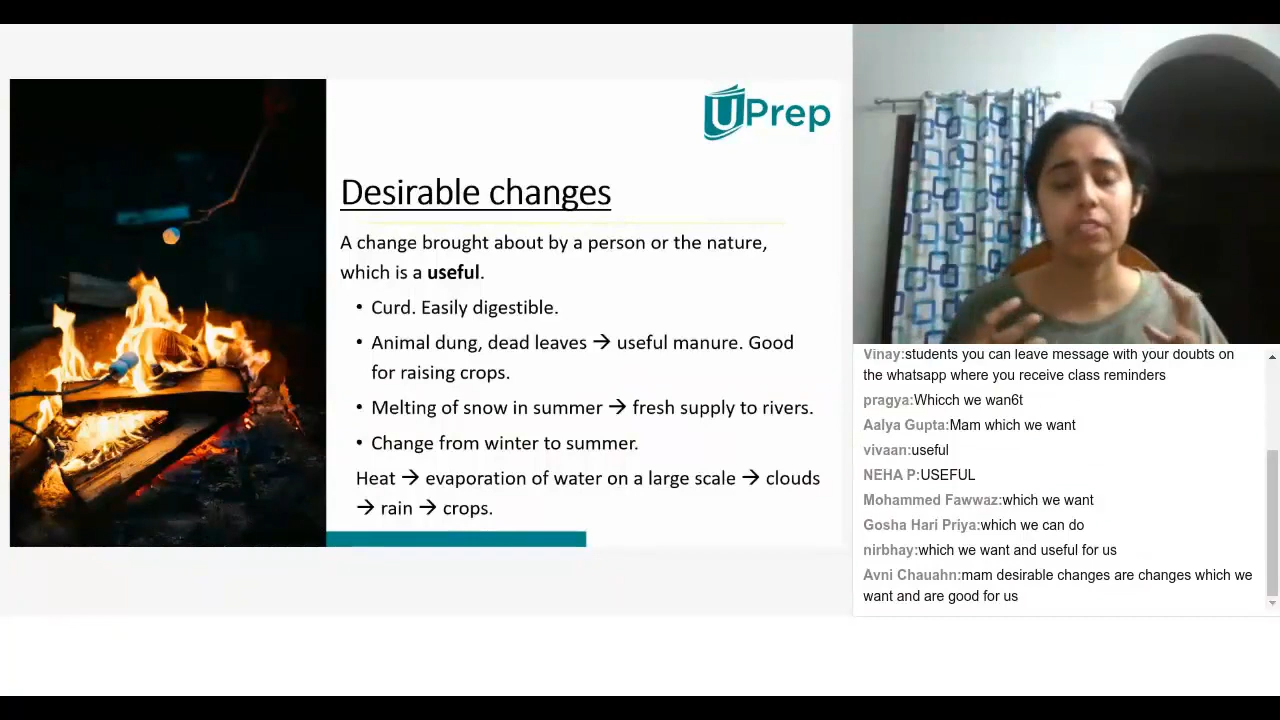 UPrep
Desirable changes
A change brought about by a person or the nature,
which is a useful.
• Curd. Easily digestible.
• Animal dung, dead leaves → useful manure. Good
for raising crops.
• Melting of snow in summer → fresh supply to rivers.
• Change from winter to summer.
Heat → evaporation of water on a large scale → clouds
→ rain → crops.
Vinay:students you can leave message with your doubts on
the whatsapp where you receive class reminders
pragya:Whicch we wan6t
Aalya Gupta:Mam which we want
vivaan:useful
NEHA P:USEFUL
Mohammed Fawwaz:which we want
Gosha Hari Priya:which we can do
nirbhay:which we want and useful for us
Avni Chauahn:mam desirable changes are changes which we
want and are good for us